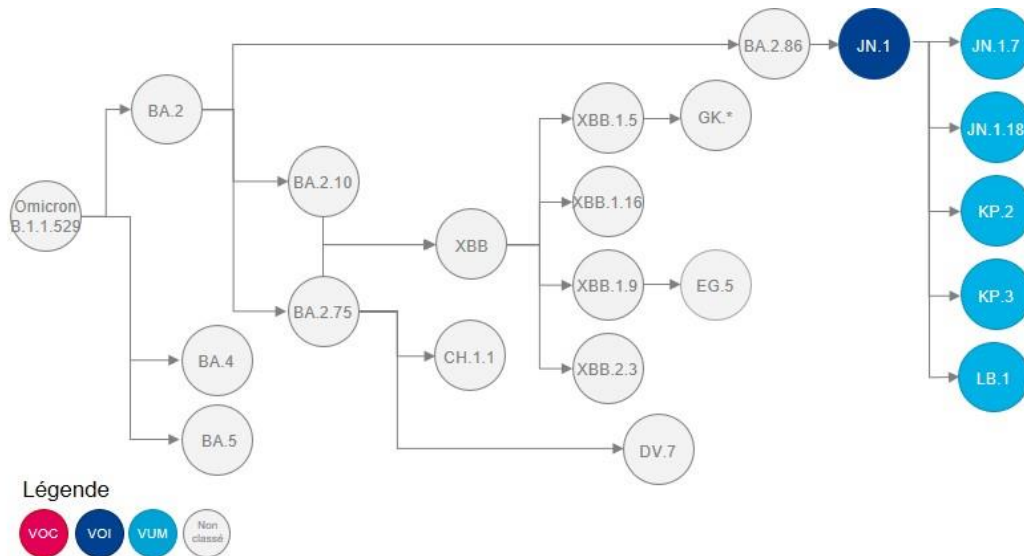 BA.2.86
JN.1
JN.1.7
BA.2
XBB.1.5
GK.*
JN.1.18
BA.2.10
XBB.1.16
KP.2
Omicron
B.1.1.529
XBB
BA.2.75
XBB.1.9
EG.5
KP.3
BA.4
CH.1.1
XBB.2.3
LB.1
BA.5
DV.7
Légende
VOC
VOI
VUM
Non
classé